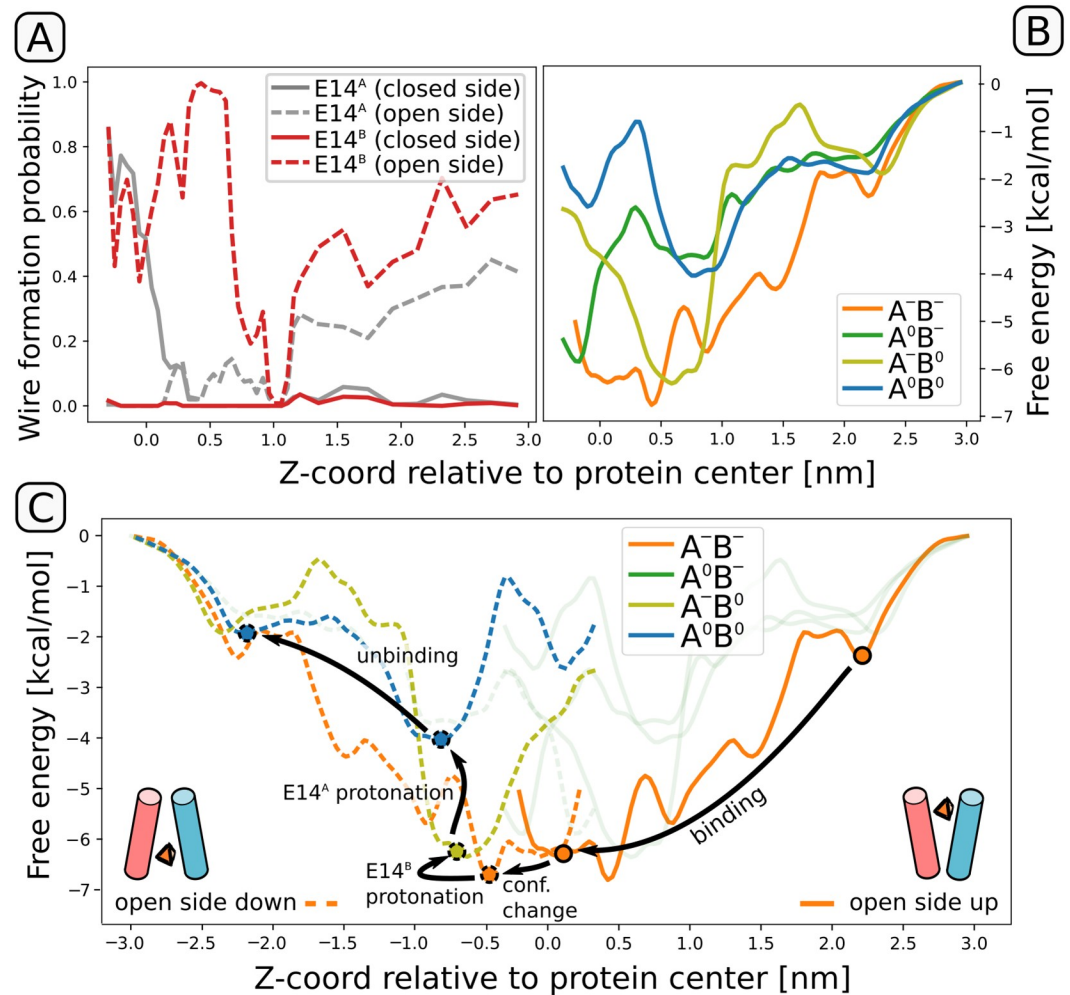 A
B
Wire formation probability
1.0
0.8
0.6
0.4
0.2
0.0
E14ᴬ (closed side)
E14ᴬ (open side)
E14ᴮ (closed side)
E14ᴮ (open side)
0.0 0.5 1.0 1.5 2.0 2.5 3.0
0
−1
−2
−3
−4
−5
−6
−7
Free energy [kcal/mol]
A⁻B⁻
A⁰B⁻
A⁻B⁰
A⁰B⁰
0.0 0.5 1.0 1.5 2.0 2.5 3.0
Z-coord relative to protein center [nm]
C
Free energy [kcal/mol]
0
−1
−2
−3
−4
−5
−6
−7
A⁻B⁻
A⁰B⁻
A⁻B⁰
A⁰B⁰
unbinding
E14ᴬ protonation
binding
E14ᴮ
protonation
conf.
change
open side down
open side up
−3.0 −2.5 −2.0 −1.5 −1.0 −0.5 0.0 0.5 1.0 1.5 2.0 2.5 3.0
Z-coord relative to protein center [nm]